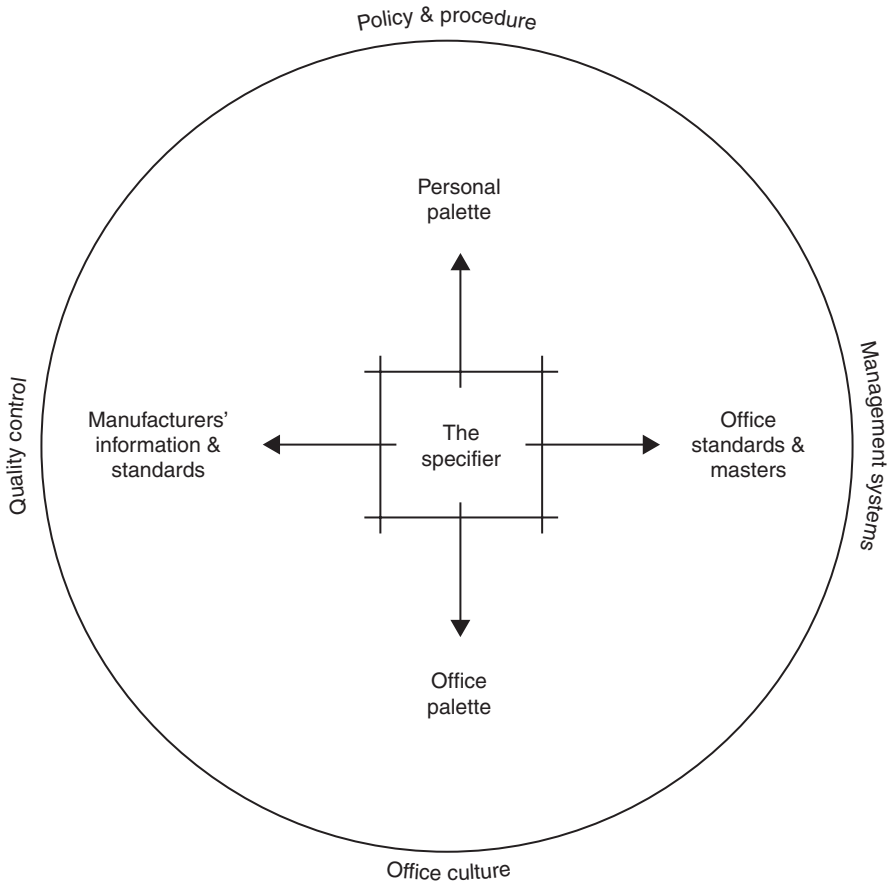 Policy & procedure
Personal
palette
Quality control
Manufacturers’
information &
standards
The
specifier
Office
standards &
masters
Management systems
Office
palette
Office culture